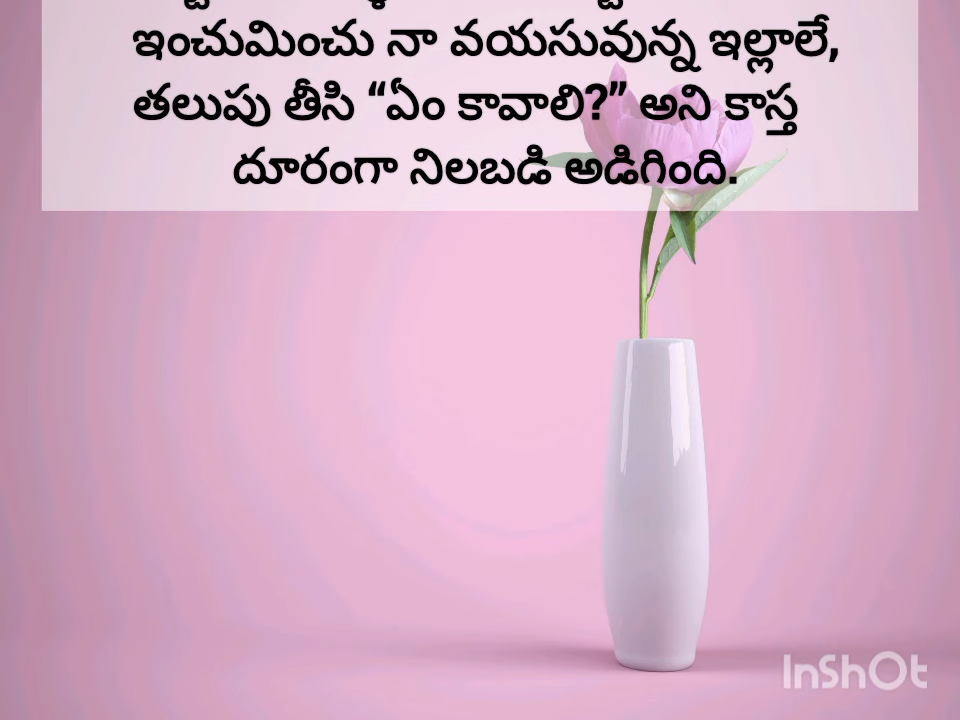 ఇంచుమించు నా వయసువున్న ఇల్లాలే,
తలుపు తీసి “ఏం కావాలి?” అని కాస్త
దూరంగా నిలబడి అడిగింది.
InShOt